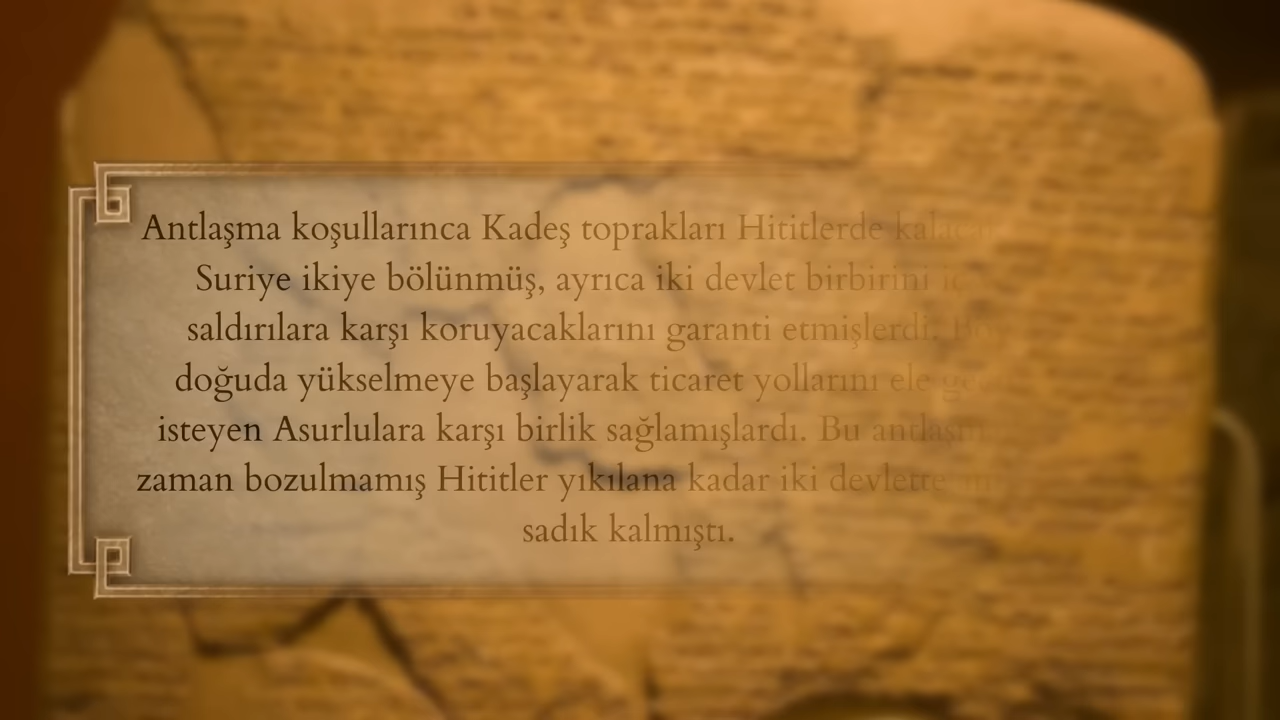 Antlaşma koşullarınca Kadeş toprakları Hititlerde
Suriye ikiye bölünmüş, ayrıca iki devlet birbirini
saldırılara karşı koruyacaklarını garanti etmişlerdi.
doğuda yükselmeye başlayarak ticaret yollarını ele
isteyen Asurlulara karşı birlik sağlamışlardı. Bu
zaman bozulmamış Hititler yıkılana kadar iki
sadık kalmıştı.